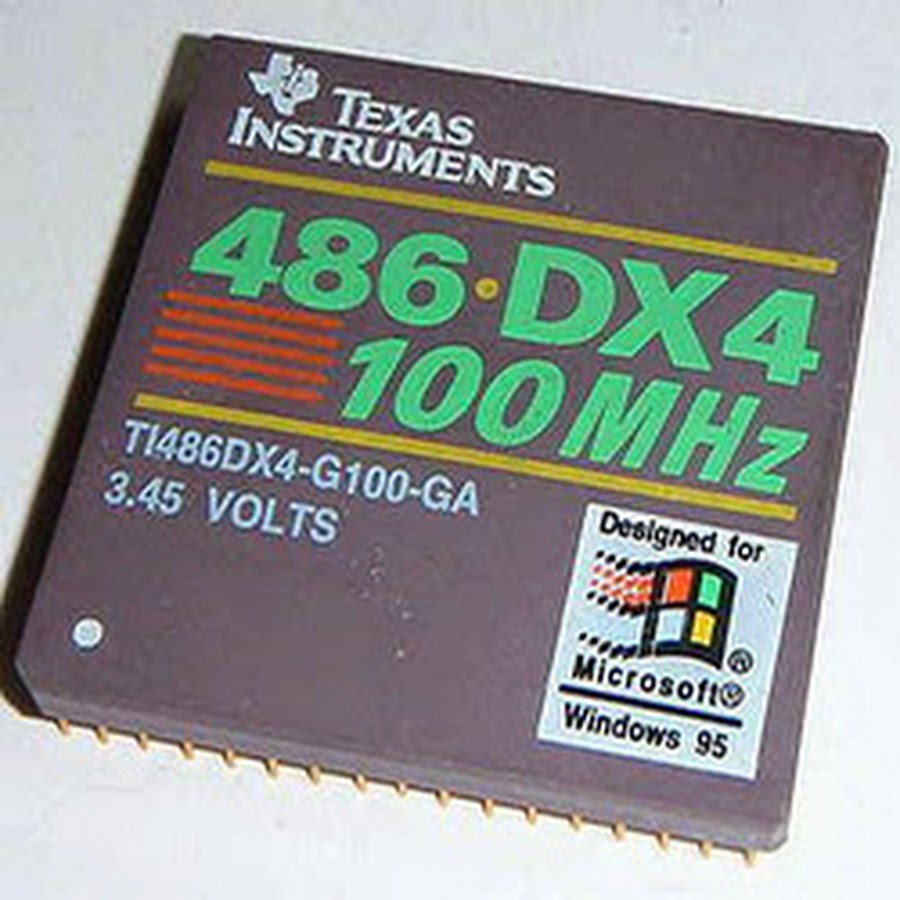 TEXAS
INSTRUMENTS
486·DX4
100MHz
TI486DX4-G100-GA
3.45 VOLTS
Designed for
Microsoft®
Windows 95